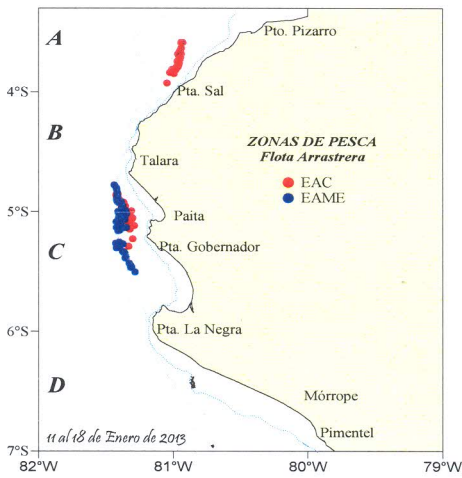 A
Pto. Pizarro
4°S
Pta. Sal
B
ZONAS DE PESCA
Flota Arrastrera
Talara
EAC
EAME
5°S
Paita
C
Pta. Gobernador
6°S
Pta. La Negra
D
Mórrope
11 al 18 de Enero de 2013
Pimentel
7°S
82°W
81°W
80°W
79°W